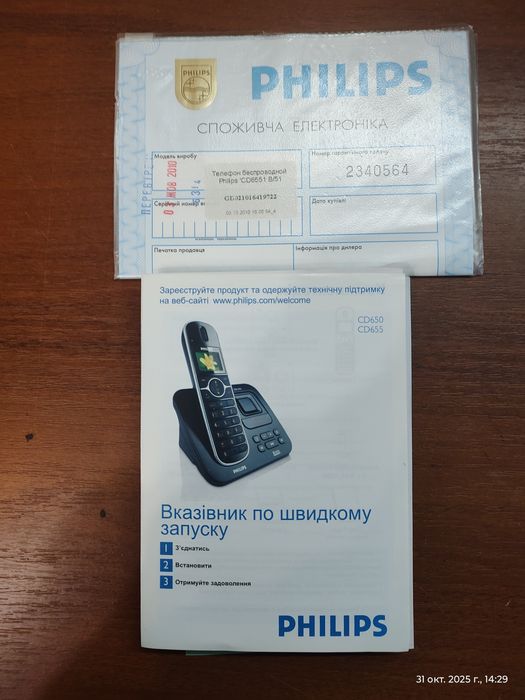 PHILIPS
PHILIPS
СПОЖИВЧА ЕЛЕКТРОНІКА
Модель виробу
Номер гарантійного талону
Телефон беспроводной
Philips 'CD6551 B/51
2340564
GE021016419722
Серійний номер
Дата купівлі
Печатка продавця
Інформація про дилера
Зареєструйте продукт та одержуйте технічну підтримку
на веб-сайті www.philips.com/welcome
CD650
CD655
PHILIPS
Вказівник по швидкому
запуску
1 З'єднатись
2 Встановити
3 Отримуйте задоволення
PHILIPS
31 окт. 2025 г., 14:29